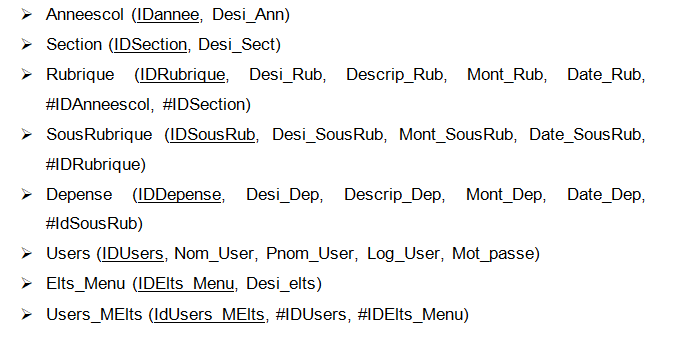 ➢ Anneescol (IDannee, Desi_Ann)
➢ Section (IDSection, Desi_Sect)
➢ Rubrique (IDRubrique, Desi_Rub, Descrip_Rub, Mont_Rub, Date_Rub,
#IDAnneescol, #IDSection)
➢ SousRubrique (IDSousRub, Desi_SousRub, Mont_SousRub, Date_SousRub,
#IDRubrique)
➢ Depense (IDDepense, Desi_Dep, Descrip_Dep, Mont_Dep, Date_Dep,
#IdSousRub)
➢ Users (IDUsers, Nom_User, Pnom_User, Log_User, Mot_passe)
➢ Elts_Menu (IDElts_Menu, Desi_elts)
➢ Users_MElts (IdUsers_MElts, #IDUsers, #IDElts_Menu)